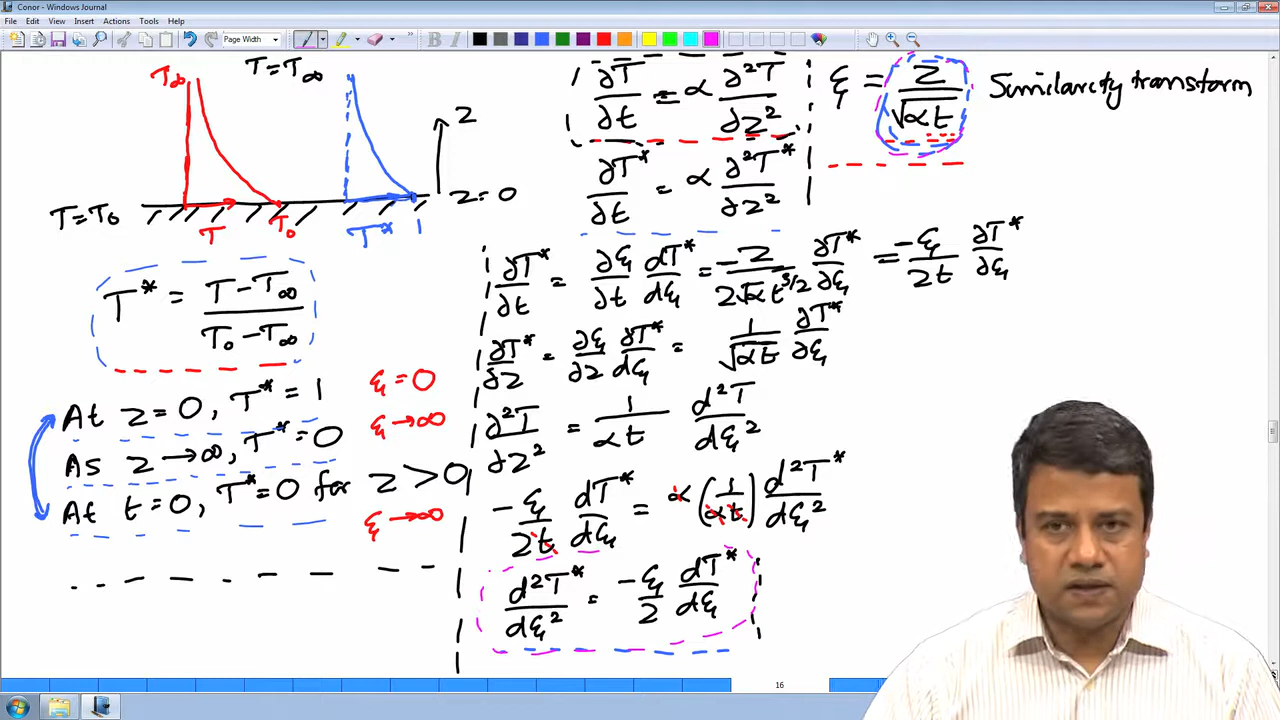 Conor - Windows Journal
File Edit View Insert Actions Tools Help
Page Width
B I
T∞
T=T∞
z
z=0
T=T₀
T T₀
T* 1
T* = (T-T∞)/(T₀-T∞)
At z=0, T*=1 ξ=0
As z→∞, T*=0 ξ→∞
At t=0, T*=0 for z>0
ξ→∞
∂T/∂t = α ∂²T/∂z²
ξ = z/√(αt) Similarity transform
∂T*/∂t = α ∂²T*/∂z²
∂T*/∂t = ∂ξ/∂t dT*/dξ = -z/(2√α t^(3/2)) ∂T*/∂ξ = -ξ/(2t) ∂T*/∂ξ
∂T*/∂z = ∂ξ/∂z ∂T*/dξ = 1/√(αt) ∂T*/∂ξ
∂²T/∂z² = 1/(αt) d²T/dξ²
-ξ/(2t) dT*/dξ = α (1/(αt)) d²T*/dξ²
d²T*/dξ² = -ξ/2 dT*/dξ
16